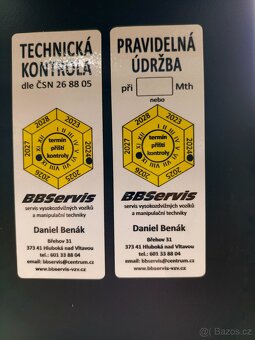 TECHNICKÁ
KONTROLA
dle ČSN 26 8805
2028
2023
2027
2024
2026
2025
termín
příští
kontroly
BBServis
servis vysokozdvižných vozíků
a manipulační techniky
Daniel Benák
Břehov 31
373 41 Hluboká nad Vltavou
tel.: 601 33 88 04
email: bbservis@centrum.cz
www.bbservis-vzv.cz
PRAVIDELNÁ
ÚDRŽBA
při
Mth
nebo
2028
2023
2027
2024
2026
2025
termín
příští
kontroly
BBServis
servis vysokozdvižných vozíků
a manipulační techniky
Daniel Benák
Břehov 31
373 41 Hluboká nad Vltavou
tel.: 601 33 88 04
email: bbservis@centrum.cz
www.bbservis-vzv.cz
Bazos.cz